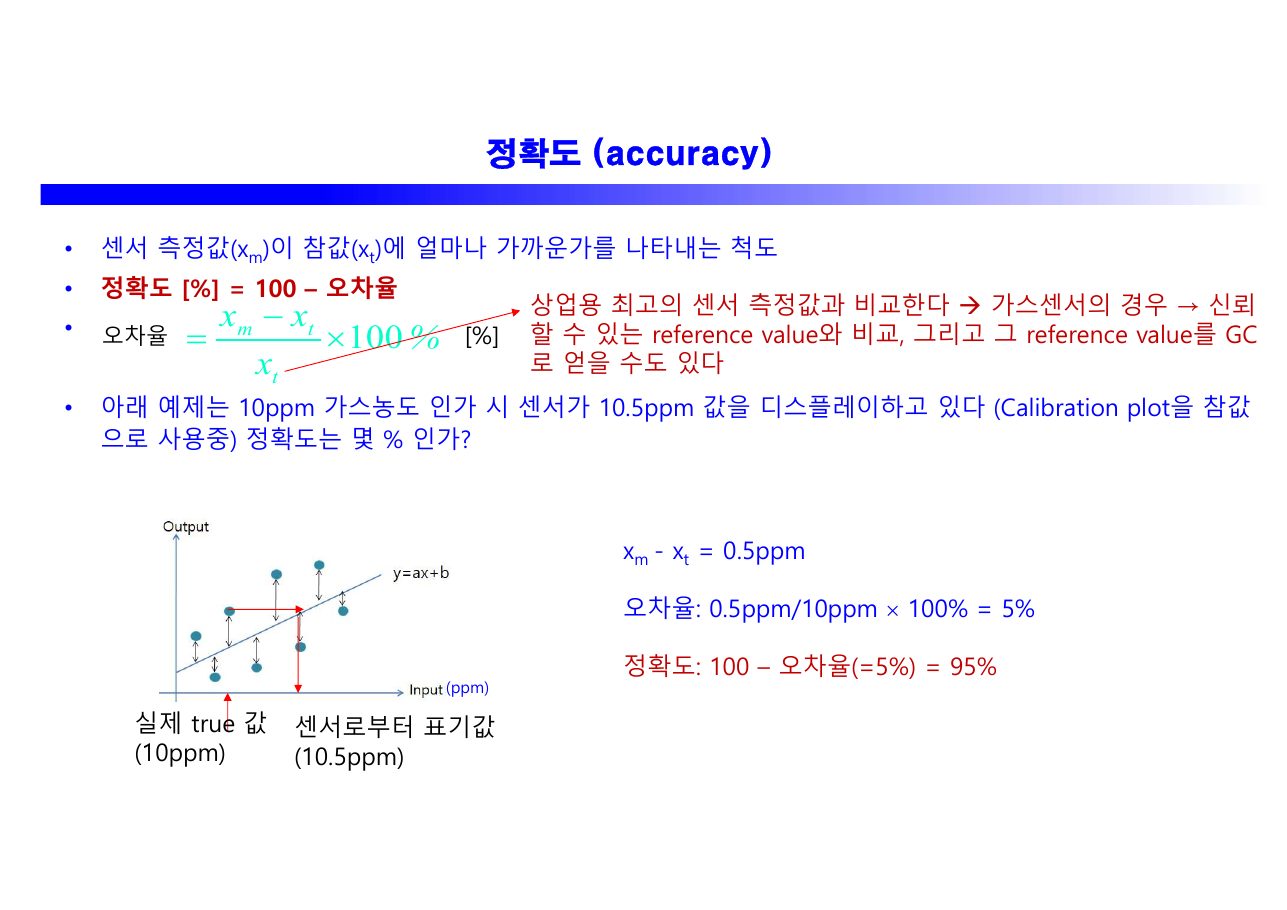 정확도 (accuracy)
• 센서 측정값(xm)이 참값(xt)에 얼마나 가까운가를 나타내는 척도
• 정확도 [%] = 100 – 오차율
• 오차율 = (xm − xt) / xt ×100 % [%]
상업용 최고의 센서 측정값과 비교한다 → 가스센서의 경우 → 신뢰
할 수 있는 reference value와 비교, 그리고 그 reference value를 GC
로 얻을 수도 있다
• 아래 예제는 10ppm 가스농도 인가 시 센서가 10.5ppm 값을 디스플레이하고 있다 (Calibration plot을 참값
으로 사용중) 정확도는 몇 % 인가?
Output
y=ax+b
Input (ppm)
실제 true 값
(10ppm)
센서로부터 표기값
(10.5ppm)
xm - xt = 0.5ppm
오차율: 0.5ppm/10ppm × 100% = 5%
정확도: 100 – 오차율(=5%) = 95%